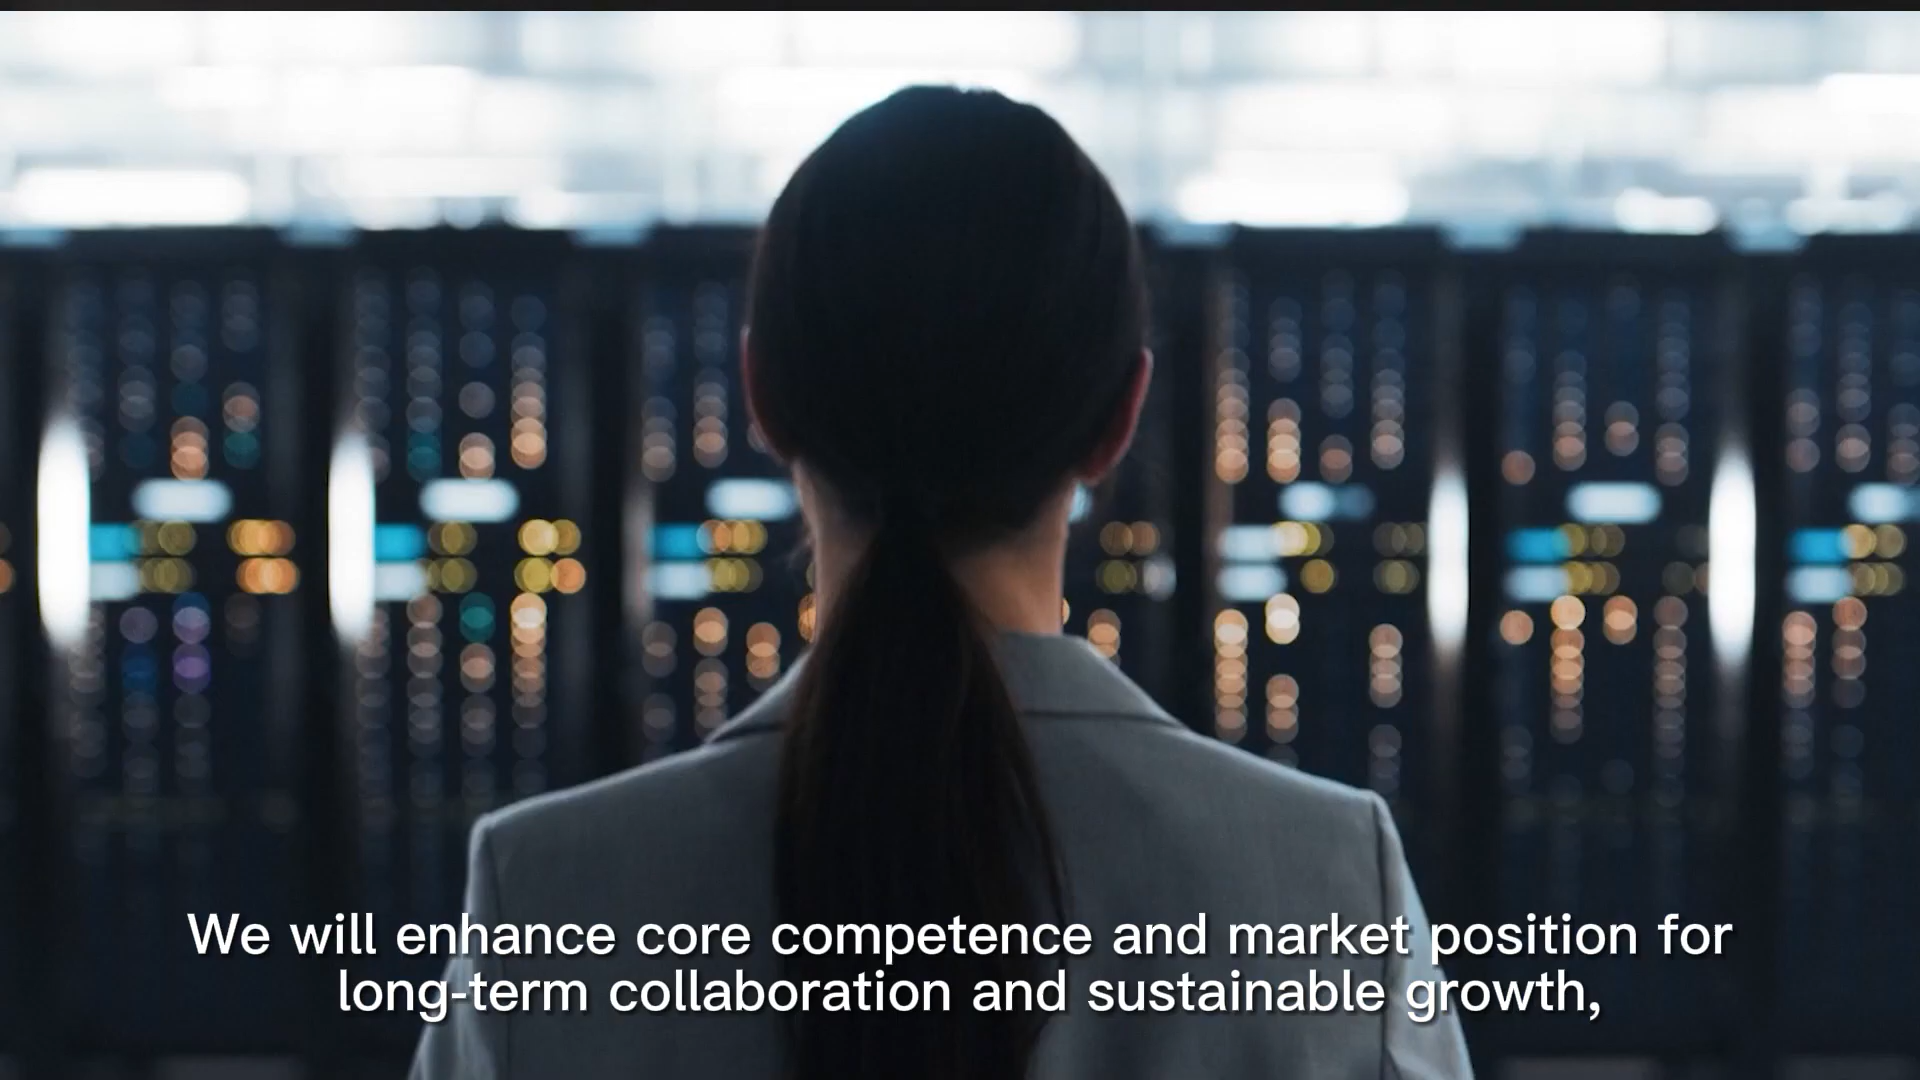 We will enhance core competence and market position for
long-term collaboration and sustainable growth,